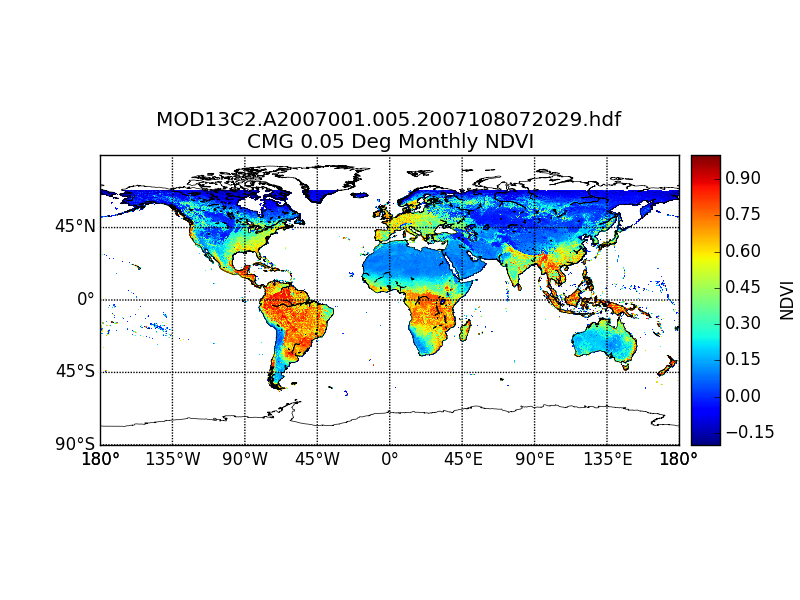 MOD13C2.A2007001.005.2007108072029.hdf
CMG 0.05 Deg Monthly NDVI
45°N
0°
45°S
90°S
180°
135°W
90°W
45°W
0°
45°E
90°E
135°E
180°
0.90
0.75
0.60
0.45
0.30
0.15
0.00
−0.15
NDVI